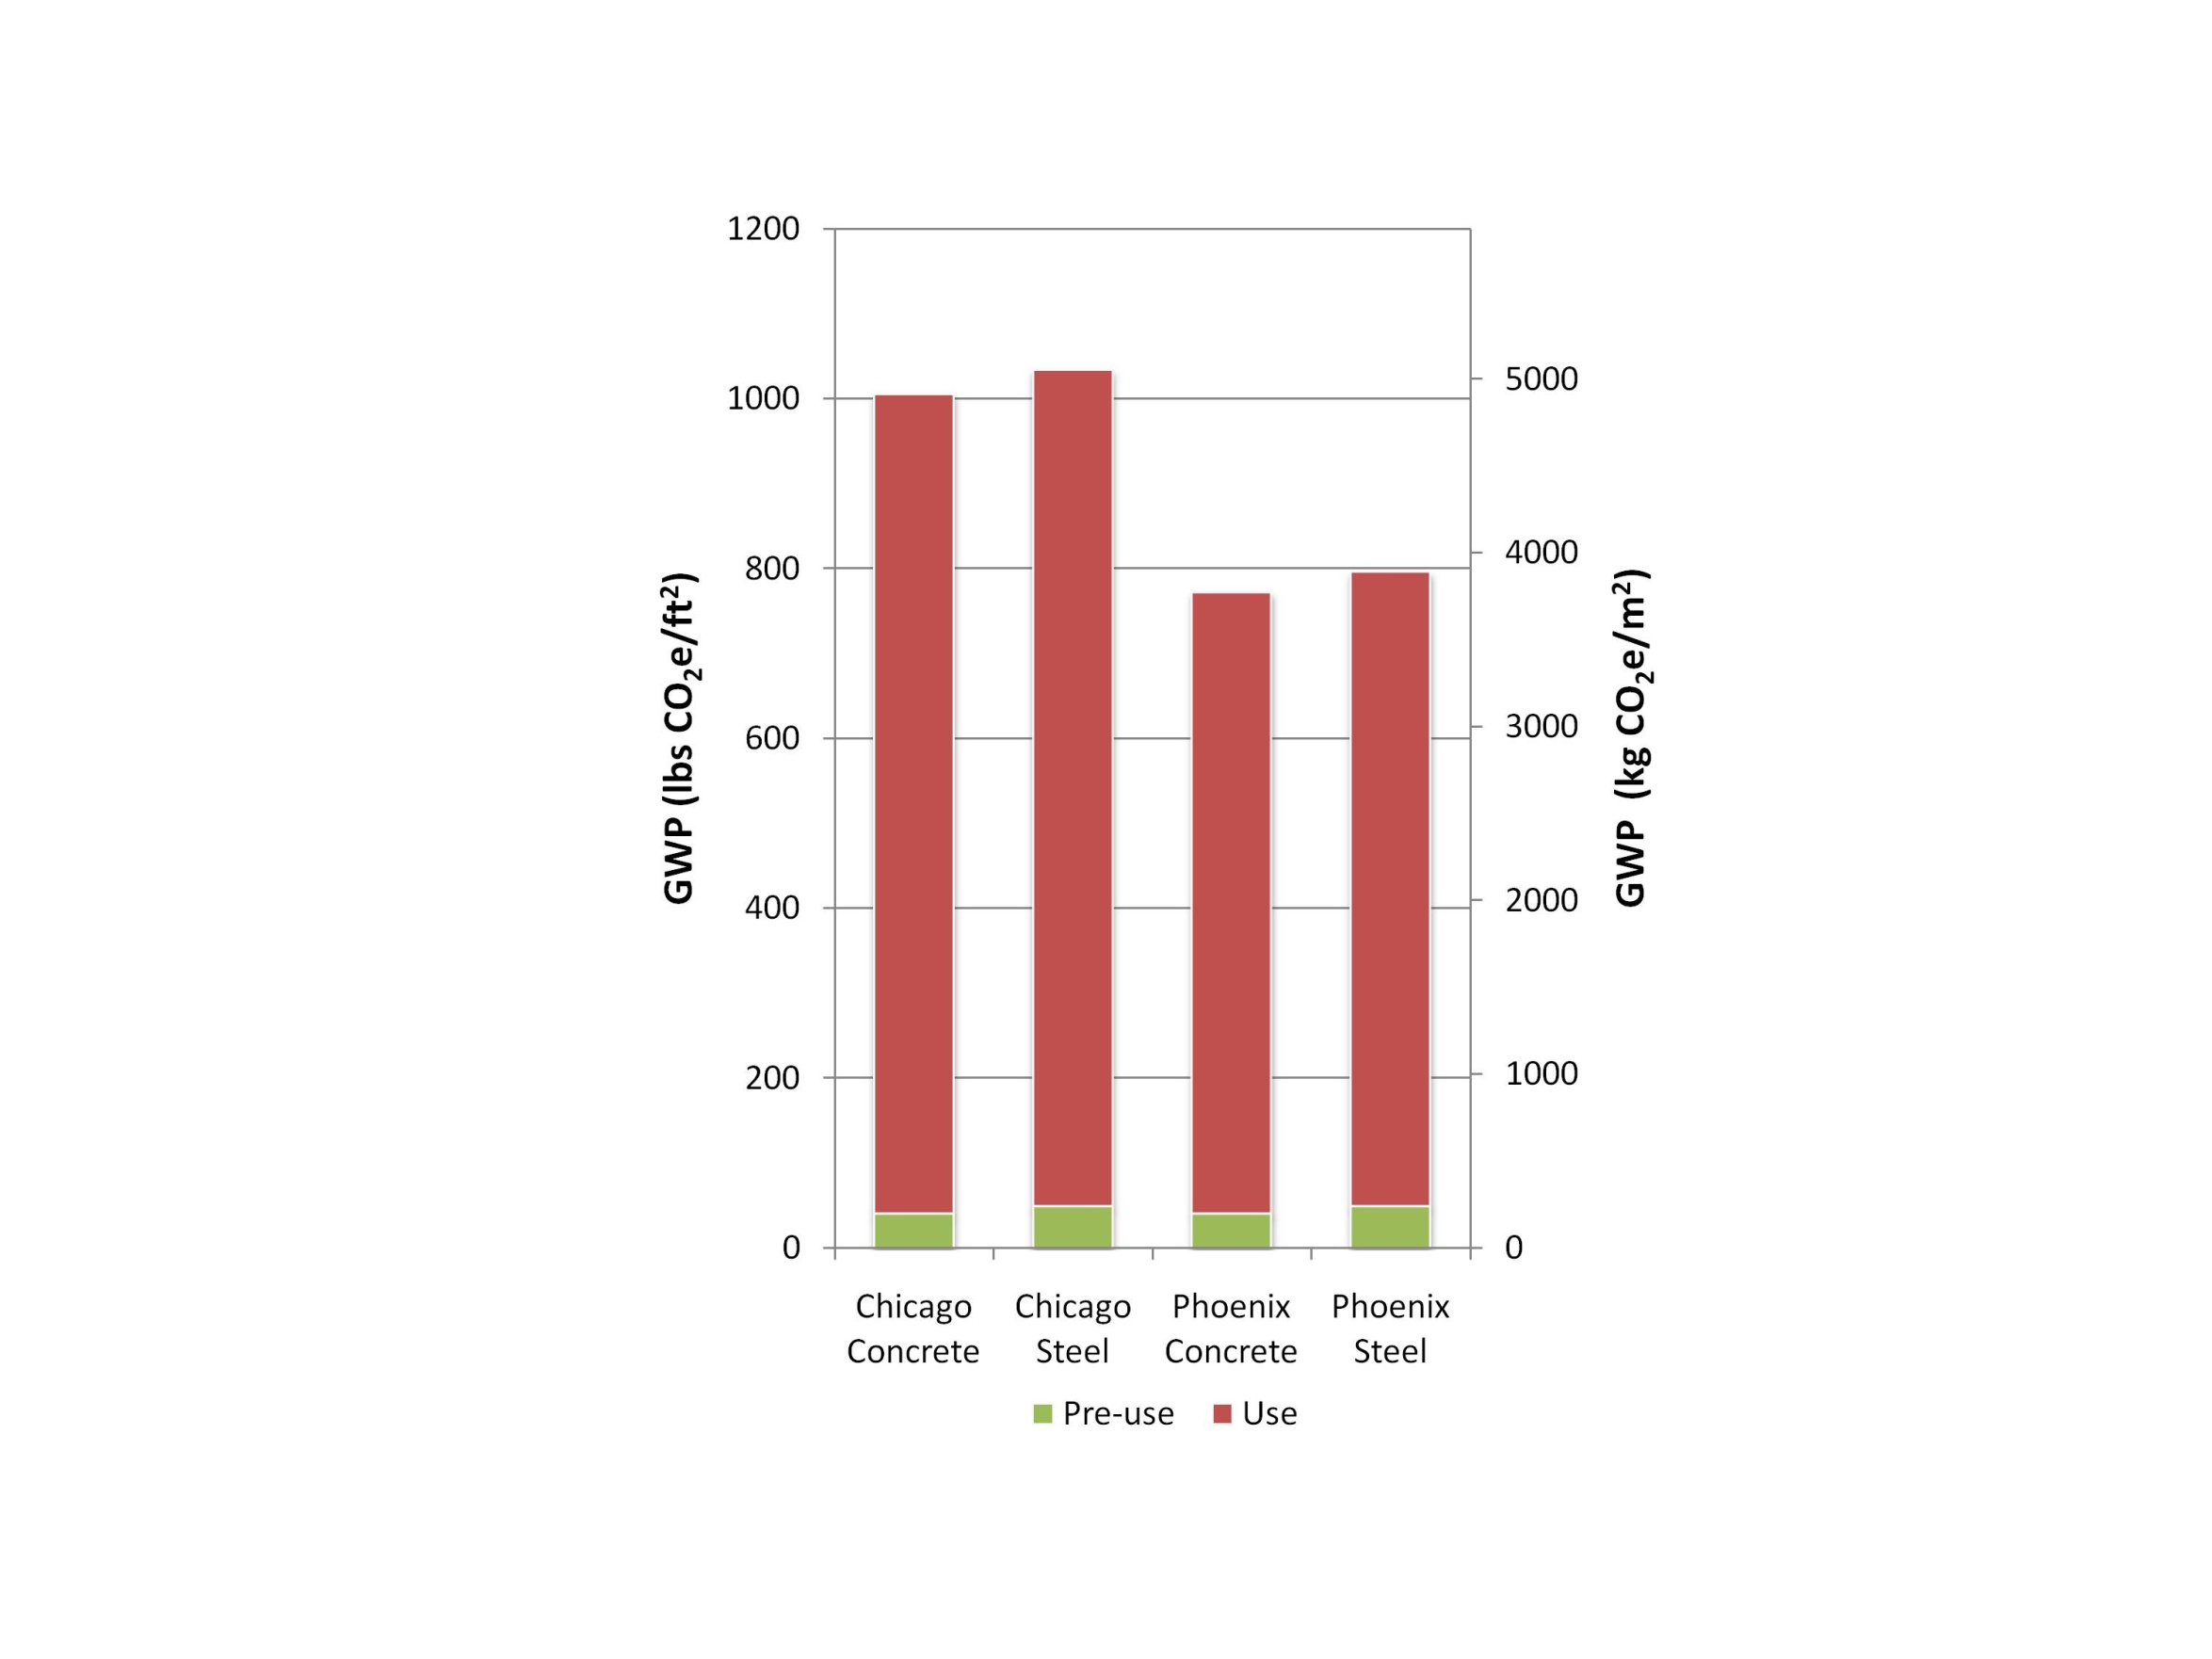 1200
1000
800
600
400
200
0
GWP (lbs CO₂e/ft²)
5000
4000
3000
2000
1000
0
GWP (kg CO₂e/m²)
Chicago Concrete
Chicago Steel
Phoenix Concrete
Phoenix Steel
Pre-use
Use